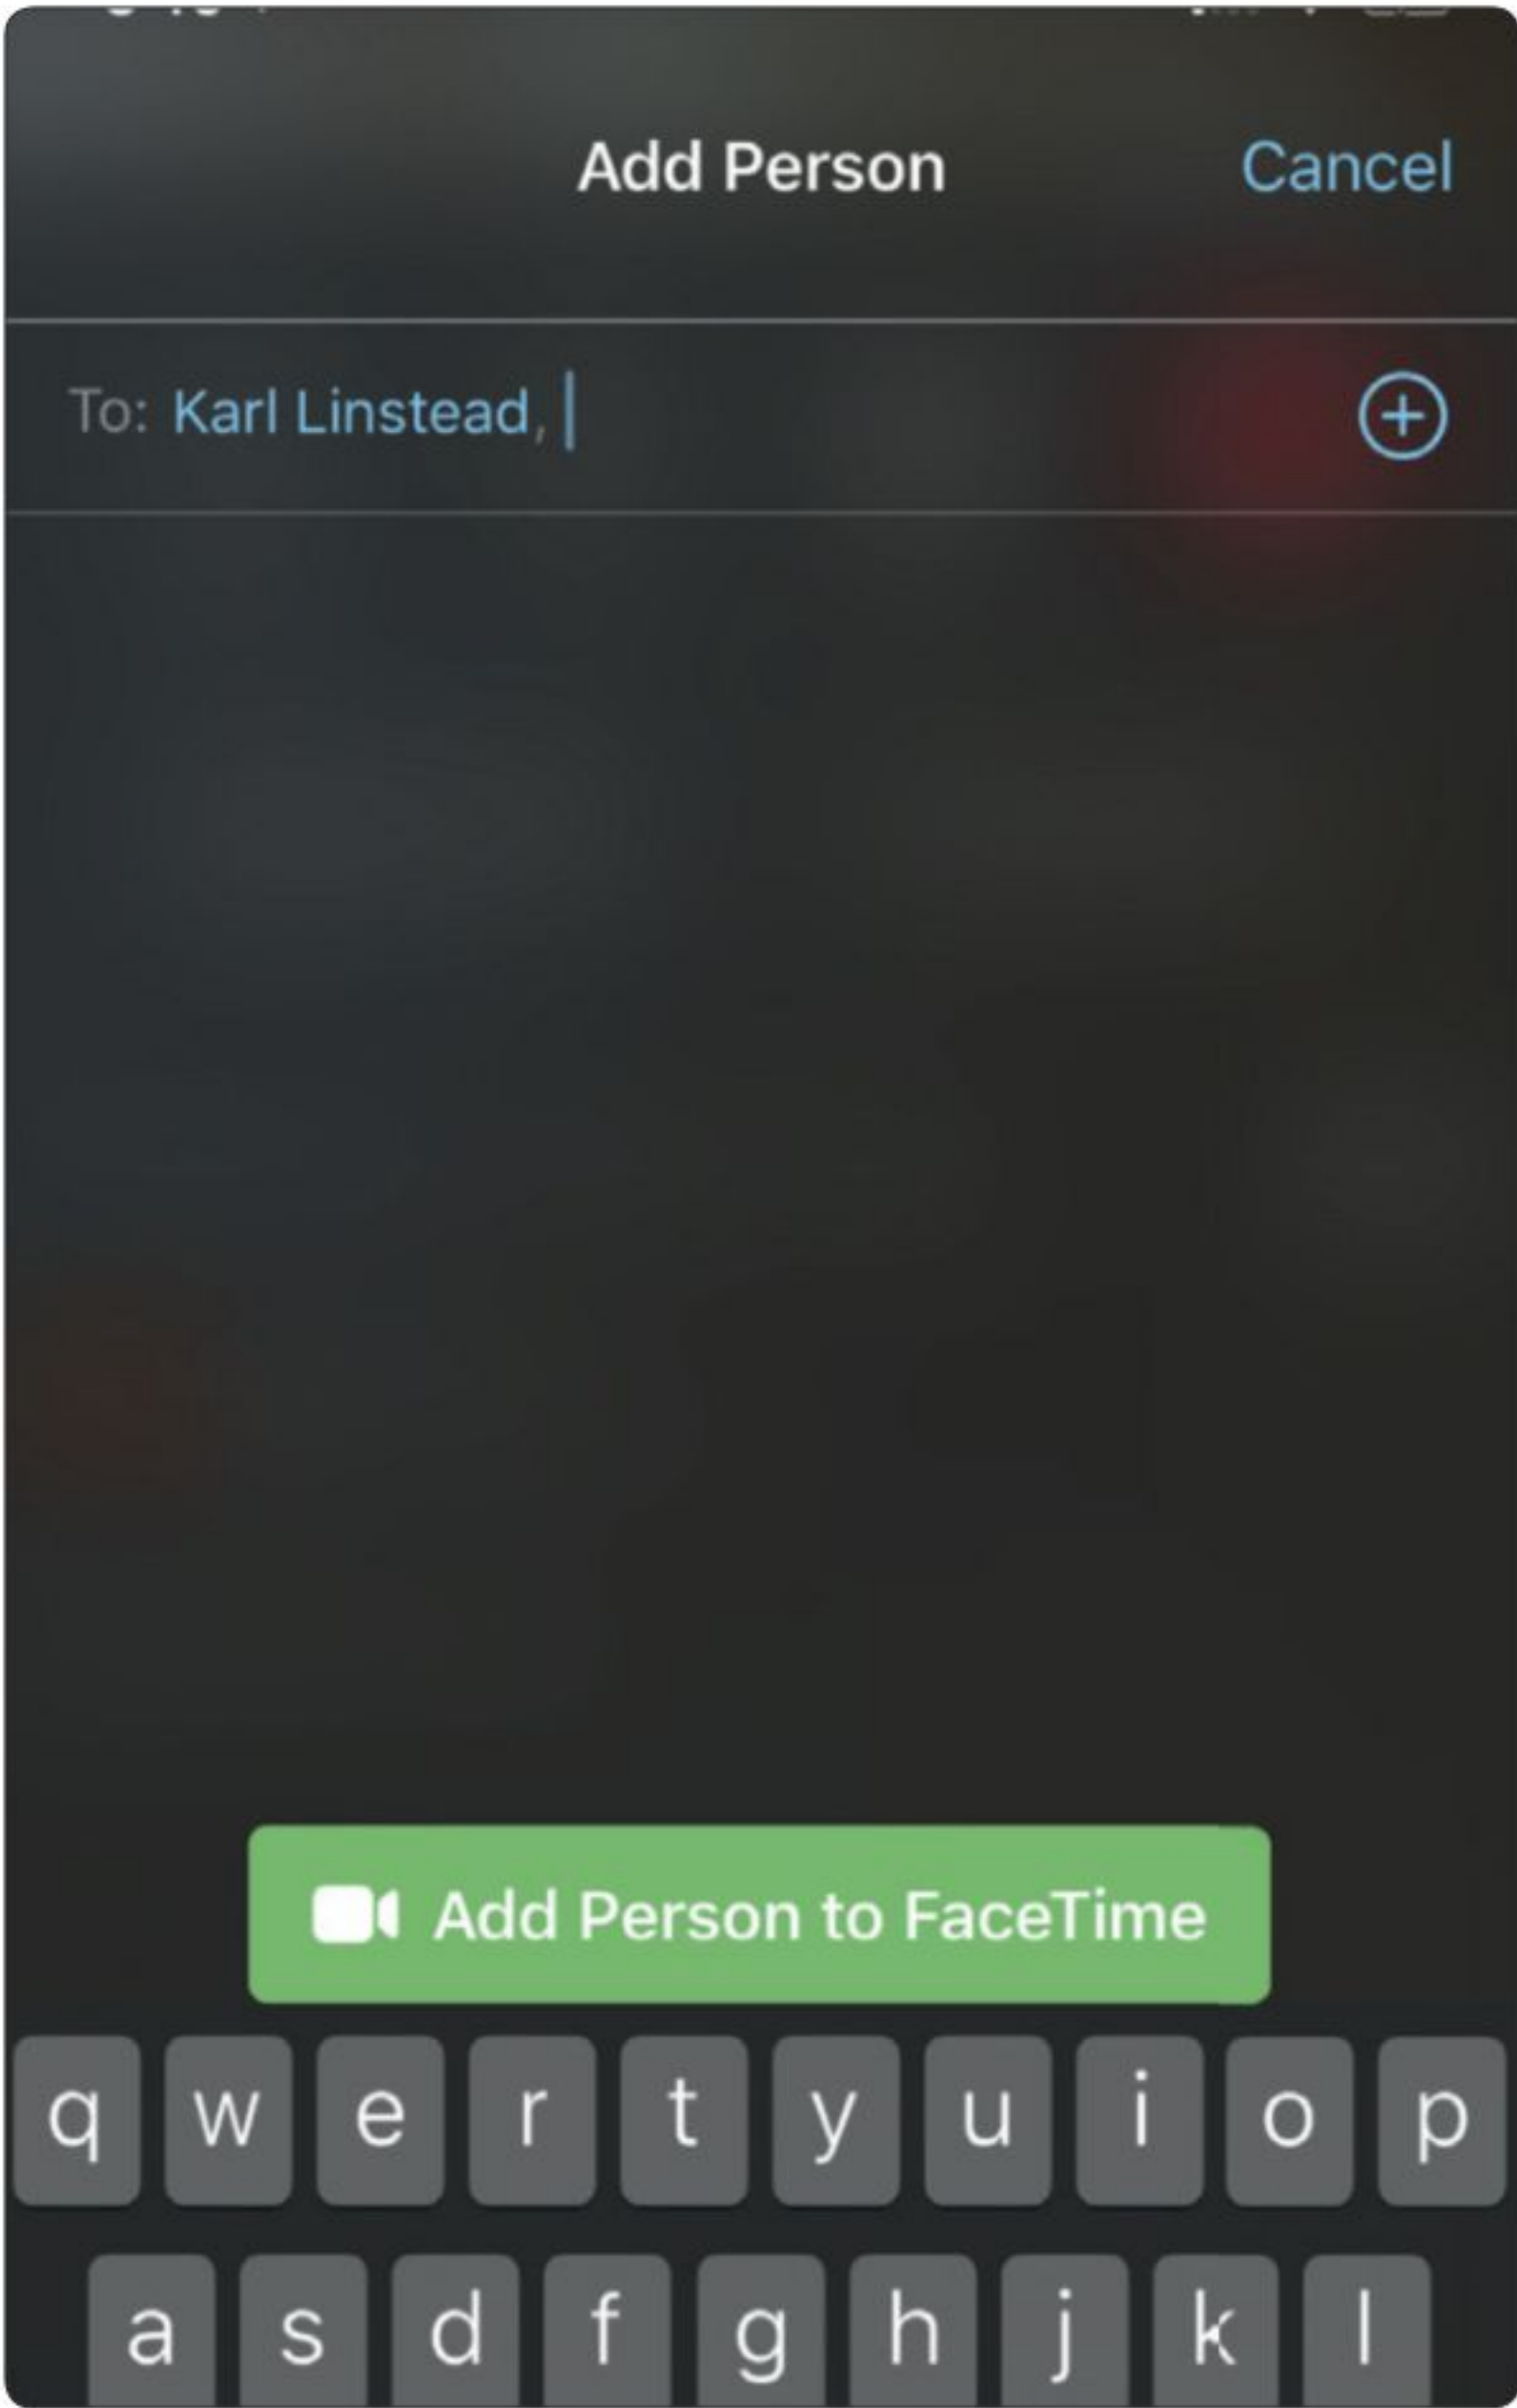 Add Person
Cancel
To: Karl Linstead,
Add Person to FaceTime
q w e r t y u i o p
a s d f g h j k l